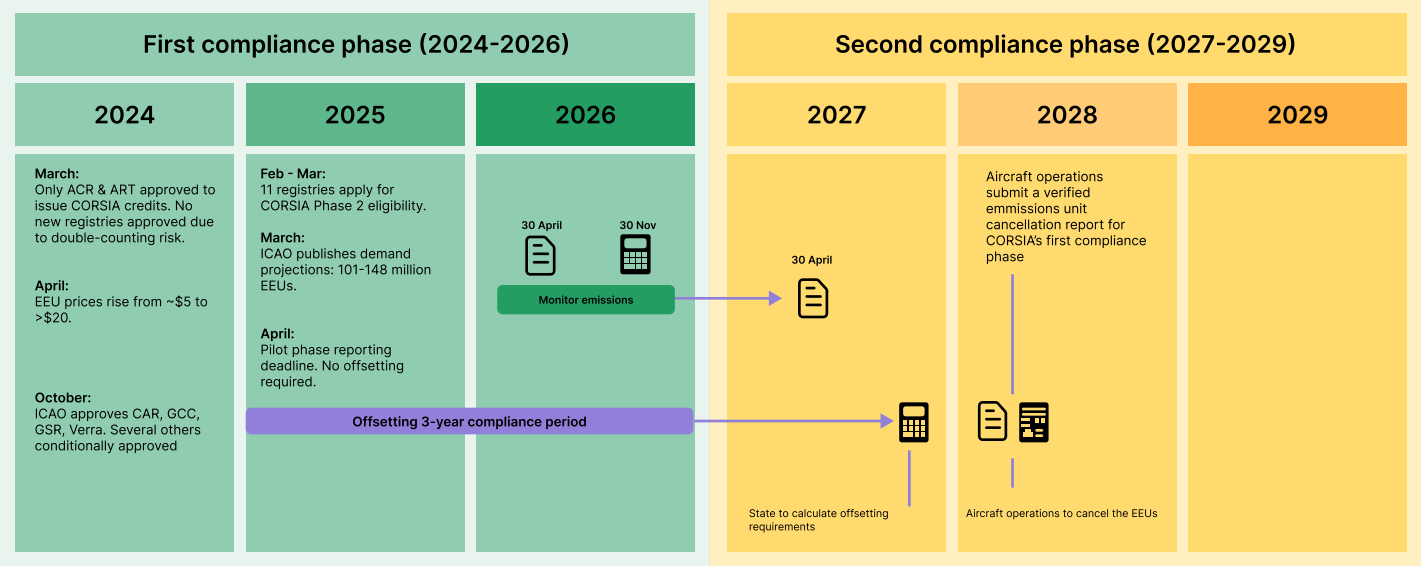 First compliance phase (2024-2026)
Second compliance phase (2027-2029)
2024
2025
2026
2027
2028
2029
March:
Only ACR & ART approved to
issue CORSIA credits. No
new registries approved due
to double-counting risk.
April:
EEU prices rise from ~$5 to
>$20.
October:
ICAO approves CAR, GCC,
GSR, Verra. Several others
conditionally approved
Feb - Mar:
11 registries apply for
CORSIA Phase 2 eligibility.
March:
ICAO publishes demand
projections: 101-148 million
EEUs.
April:
Pilot phase reporting
deadline. No offsetting
required.
Offsetting 3-year compliance period
30 April
30 Nov
Monitor emissions
30 April
State to calculate offsetting
requirements
Aircraft operations
submit a verified
emmissions unit
cancellation report for
CORSIA's first compliance
phase
Aircraft operations to cancel the EEUs